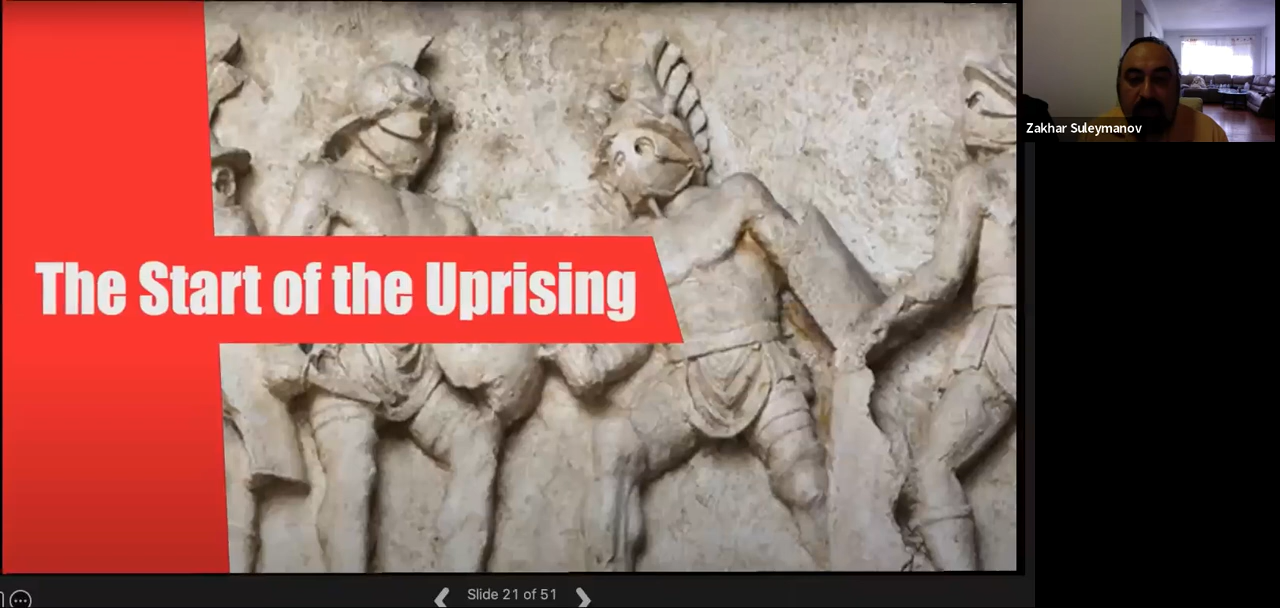 The Start of the Uprising
Zakhar Suleymanov
Slide 21 of 51